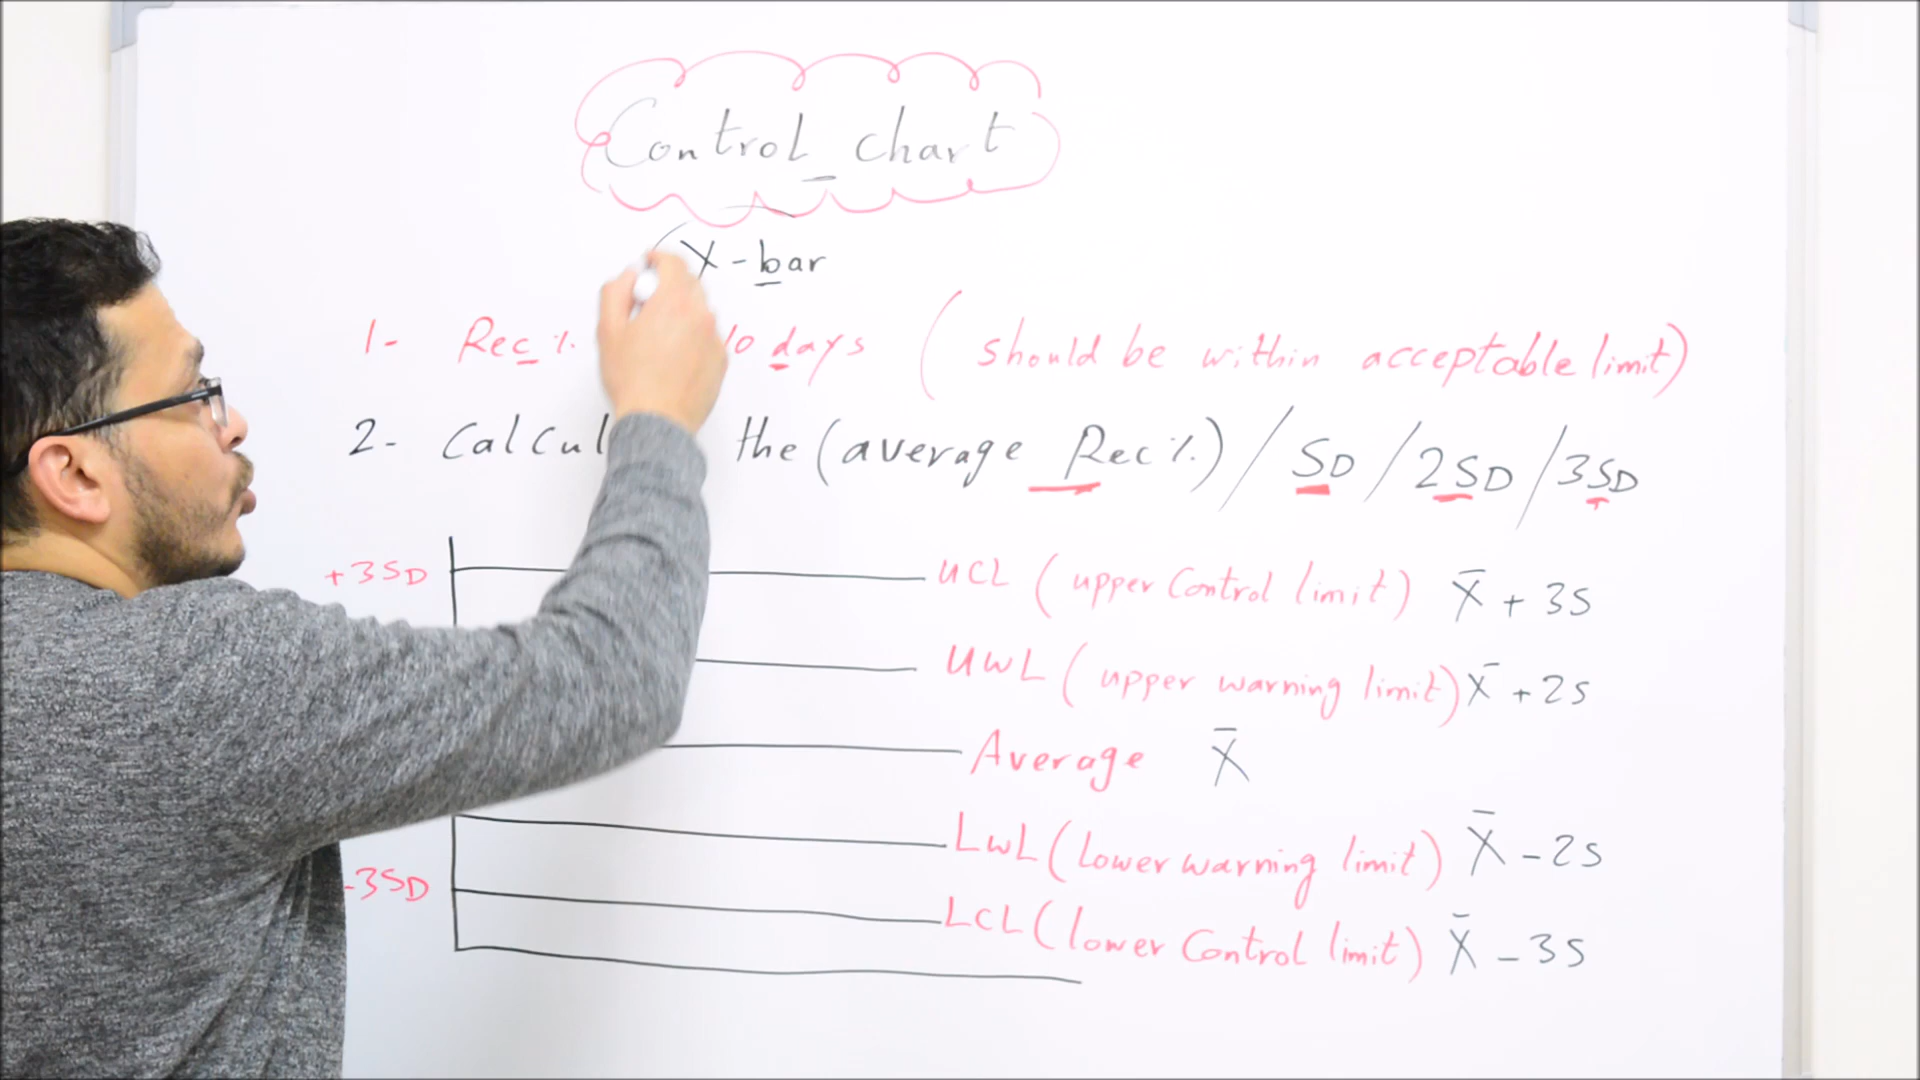 Control chart
X-bar
1- Rec % days (should be within acceptable limit)
2- Calcul the (average Rec %) / SD / 2SD / 3SD
+3SD UCL (upper Control limit) X̄ + 3S
UWL (upper warning limit) X̄ + 2S
Average X̄
LWL (lower warning limit) X̄ - 2S
-3SD LCL (lower Control limit) X̄ - 3S